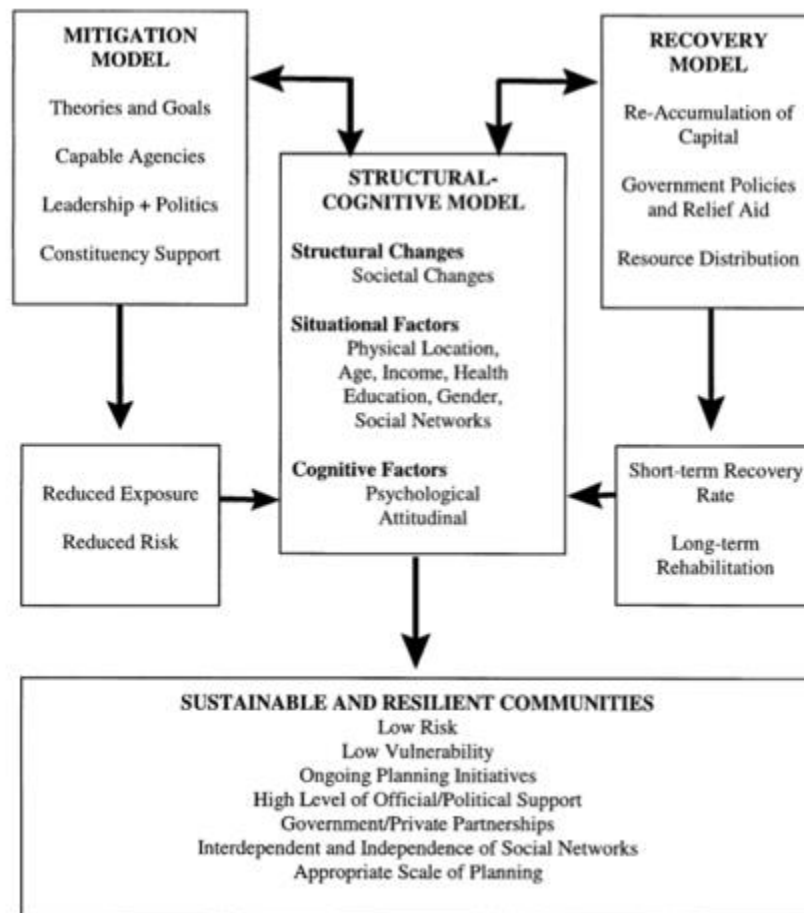 MITIGATION
MODEL
Theories and Goals
Capable Agencies
Leadership + Politics
Constituency Support
RECOVERY
MODEL
Re-Accumulation of
Capital
Government Policies
and Relief Aid
Resource Distribution
STRUCTURAL-
COGNITIVE MODEL
Structural Changes
Societal Changes
Situational Factors
Physical Location,
Age, Income, Health
Education, Gender,
Social Networks
Cognitive Factors
Psychological
Attitudinal
Reduced Exposure
Reduced Risk
Short-term Recovery
Rate
Long-term
Rehabilitation
SUSTAINABLE AND RESILIENT COMMUNITIES
Low Risk
Low Vulnerability
Ongoing Planning Initiatives
High Level of Official/Political Support
Government/Private Partnerships
Interdependent and Independence of Social Networks
Appropriate Scale of Planning